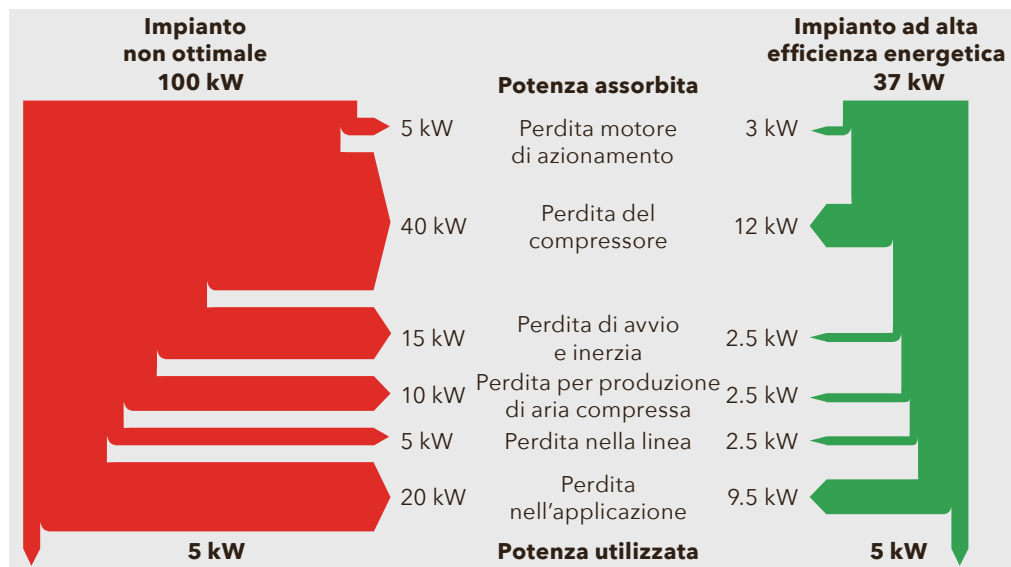 Impianto
non ottimale
100 kW
Impianto ad alta
efficienza energetica
37 kW
Potenza assorbita
5 kW
Perdita motore
di azionamento
3 kW
40 kW
Perdita del
compressore
12 kW
15 kW
Perdita di avvio
e inerzia
2.5 kW
10 kW
Perdita per produzione
di aria compressa
2.5 kW
5 kW
Perdita nella linea
2.5 kW
20 kW
Perdita
nell'applicazione
9.5 kW
5 kW
Potenza utilizzata
5 kW